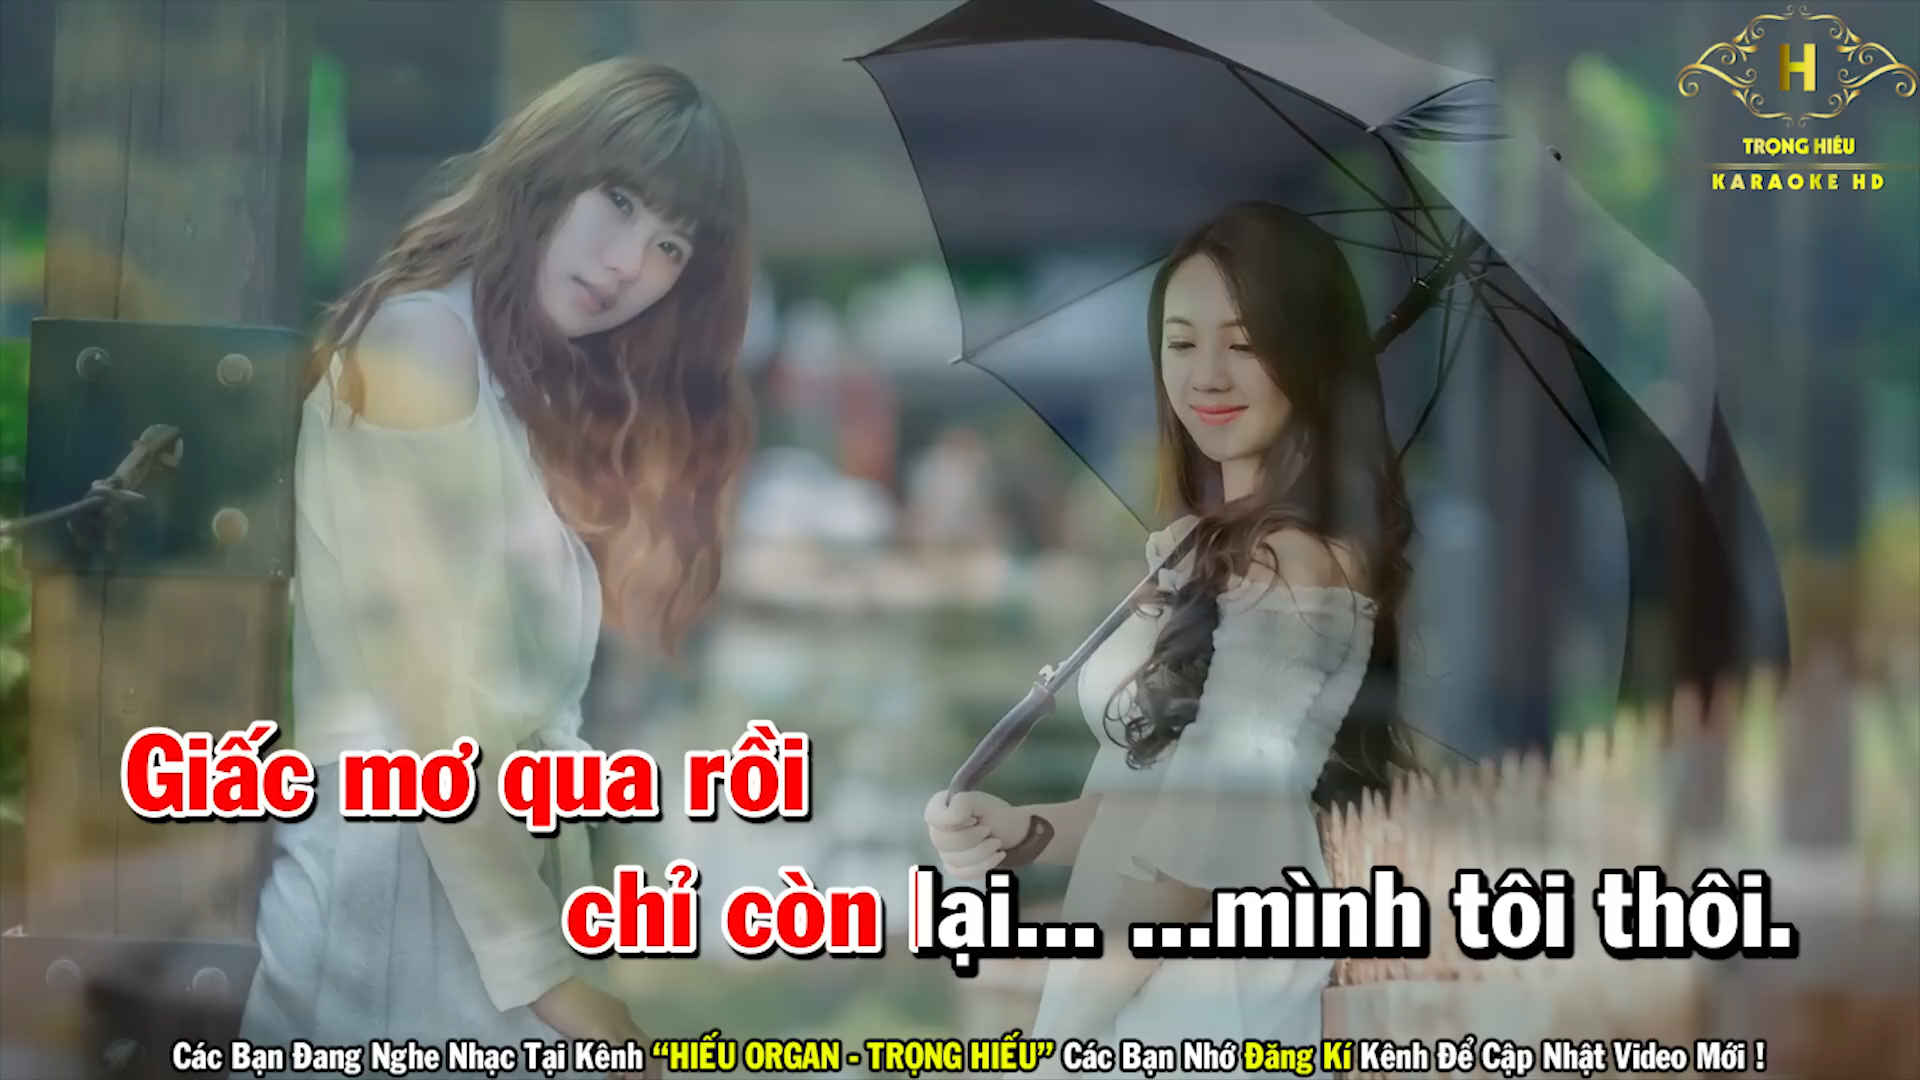 H
TRỌNG HIẾU
KARAOKE HD
Giấc mơ qua rồi
chỉ còn lại... ...mình tôi thôi.
Các Bạn Đang Nghe Nhạc Tại Kênh “HIẾU ORGAN - TRỌNG HIẾU” Các Bạn Nhớ Đăng Kí Kênh Để Cập Nhật Video Mới !